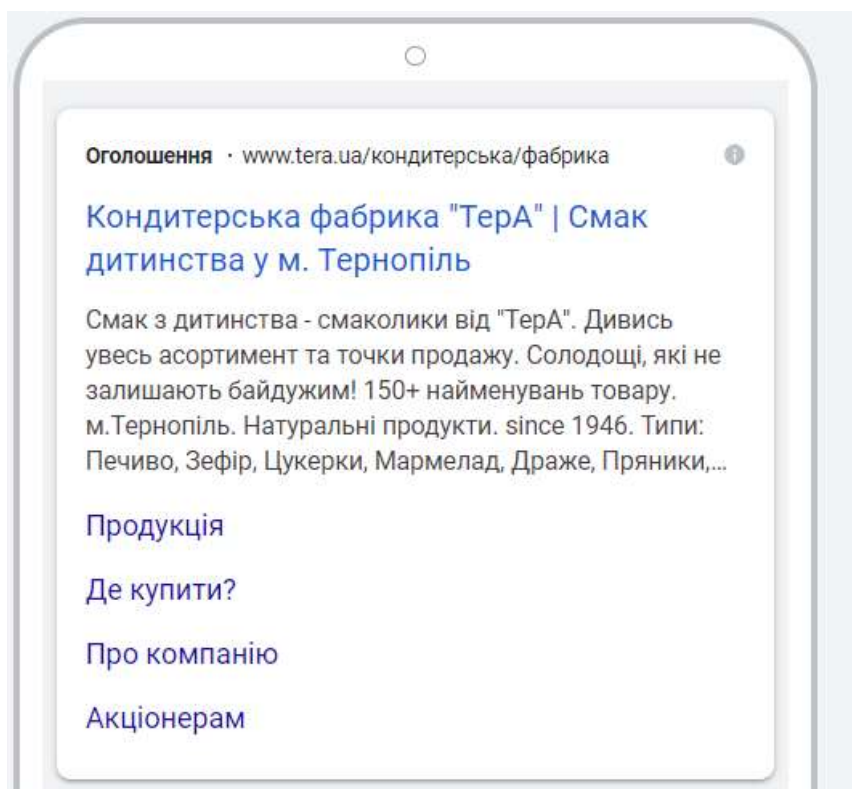 Оголошення · www.tera.ua/кондитерська/фабрика
Кондитерська фабрика "ТерА" | Смак
дитинства у м. Тернопіль
Смак з дитинства - смаколики від "ТерА". Дивись
увесь асортимент та точки продажу. Солодощі, які не
залишають байдужим! 150+ найменувань товару.
м.Тернопіль. Натуральні продукти. since 1946. Типи:
Печиво, Зефір, Цукерки, Мармелад, Драже, Пряники,...
Продукція
Де купити?
Про компанію
Акціонерам